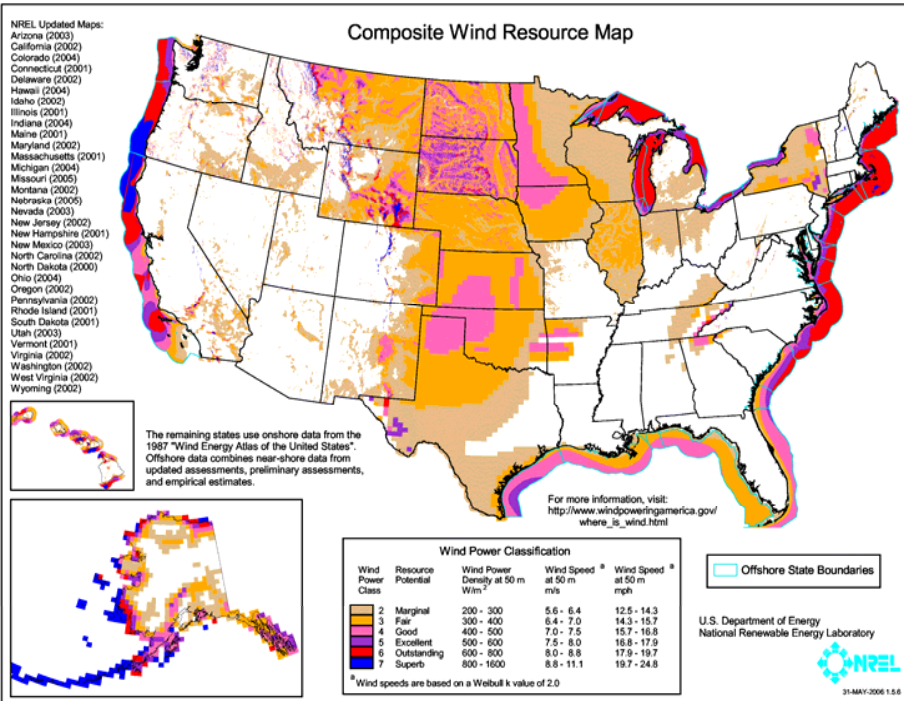 Composite Wind Resource Map
NREL Updated Maps:
Arizona (2003)
California (2002)
Colorado (2004)
Connecticut (2001)
Delaware (2002)
Hawaii (2004)
Idaho (2002)
Illinois (2001)
Indiana (2004)
Maine (2001)
Maryland (2002)
Massachusetts (2001)
Michigan (2004)
Missouri (2005)
Montana (2002)
Nebraska (2005)
Nevada (2003)
New Jersey (2002)
New Hampshire (2001)
New Mexico (2003)
North Carolina (2002)
North Dakota (2000)
Ohio (2004)
Oregon (2002)
Pennsylvania (2002)
Rhode Island (2001)
South Dakota (2001)
Utah (2003)
Vermont (2001)
Virginia (2002)
Washington (2002)
West Virginia (2002)
Wyoming (2002)
The remaining states use onshore data from the
1987 "Wind Energy Atlas of the United States".
Offshore data combines near-shore data from
updated assessments, preliminary assessments,
and empirical estimates.
For more information, visit:
http://www.windpoweringamerica.gov/
where_is_wind.html
Wind Power Classification
Wind Resource Wind Power Wind Speed a Wind Speed a
Power Potential Density at 50 m at 50 m at 50 m
Class W/m 2 m/s mph
2 Marginal 200 - 300 5.6 - 6.4 12.5 - 14.3
3 Fair 300 - 400 6.4 - 7.0 14.3 - 15.7
4 Good 400 - 500 7.0 - 7.5 15.7 - 16.8
5 Excellent 500 - 600 7.5 - 8.0 16.8 - 17.9
6 Outstanding 600 - 800 8.0 - 8.8 17.9 - 19.7
7 Superb 800 - 1600 8.8 - 11.1 19.7 - 24.8
a Wind speeds are based on a Weibull k value of 2.0
Offshore State Boundaries
U.S. Department of Energy
National Renewable Energy Laboratory
NREL
31-MAY-2006 1.5.6